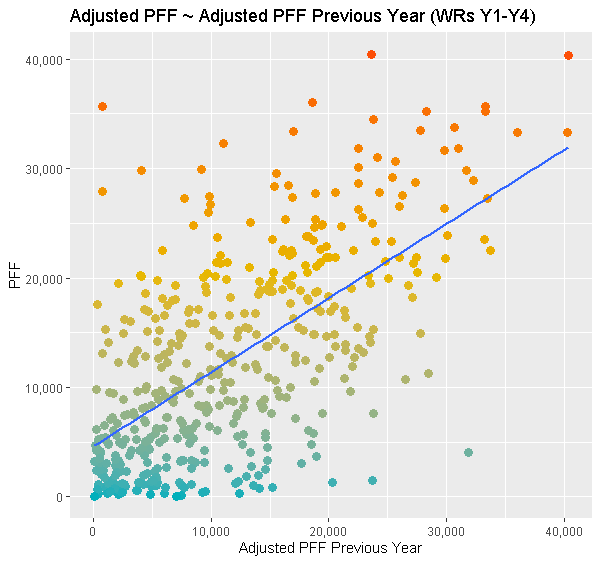 Adjusted PFF ~ Adjusted PFF Previous Year (WRs Y1-Y4)
40,000
30,000
20,000
10,000
0
PFF
0 10,000 20,000 30,000 40,000
Adjusted PFF Previous Year